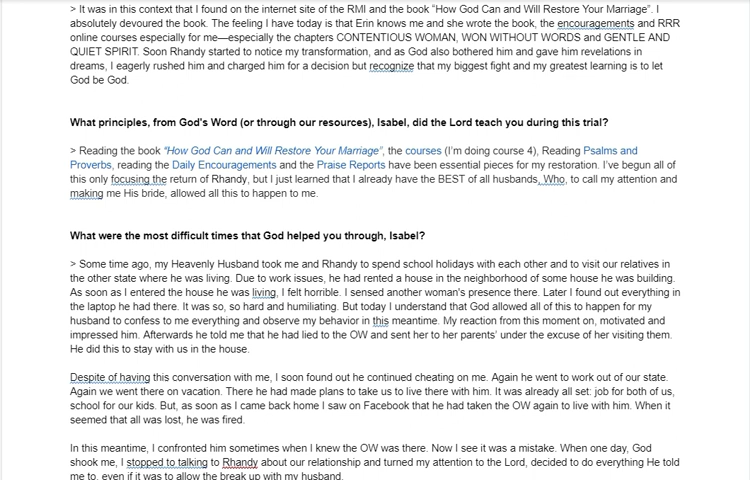 > It was in this context that I found on the internet site of the RMI and the book “How God Can and Will Restore Your Marriage”. I
absolutely devoured the book. The feeling I have today is that Erin knows me and she wrote the book, the encouragements and RRR
online courses especially for me—especially the chapters CONTENTIOUS WOMAN, WON WITHOUT WORDS and GENTLE AND
QUIET SPIRIT. Soon Rhandy started to notice my transformation, and as God also bothered him and gave him revelations in
dreams, I eagerly rushed him and charged him for a decision but recognize that my biggest fight and my greatest learning is to let
God be God.
What principles, from God's Word (or through our resources), Isabel, did the Lord teach you during this trial?
> Reading the book “How God Can and Will Restore Your Marriage”, the courses (I’m doing course 4), Reading Psalms and
Proverbs, reading the Daily Encouragements and the Praise Reports have been essential pieces for my restoration. I’ve begun all of
this only focusing the return of Rhandy, but I just learned that I already have the BEST of all husbands, Who, to call my attention and
making me His bride, allowed all this to happen to me.
What were the most difficult times that God helped you through, Isabel?
> Some time ago, my Heavenly Husband took me and Rhandy to spend school holidays with each other and to visit our relatives in
the other state where he was living. Due to work issues, he had rented a house in the neighborhood of some house he was building.
As soon as I entered the house he was living, I felt horrible. I sensed another woman's presence there. Later I found out everything in
the laptop he had there. It was so, so hard and humiliating. But today I understand that God allowed all of this to happen for my
husband to confess to me everything and observe my behavior in this meantime. My reaction from this moment on, motivated and
impressed him. Afterwards he told me that he had lied to the OW and sent her to her parents’ under the excuse of her visiting them.
He did this to stay with us in the house.
Despite of having this conversation with me, I soon found out he continued cheating on me. Again he went to work out of our state.
Again we went there on vacation. There he had made plans to take us to live there with him. It was already all set: job for both of us,
school for our kids. But, as soon as I came back home I saw on Facebook that he had taken the OW again to live with him. When it
seemed that all was lost, he was fired.
In this meantime, I confronted him sometimes when I knew the OW was there. Now I see it was a mistake. When one day, God
shook me, I stopped to talking to Rhandy about our relationship and turned my attention to the Lord, decided to do everything He told
me to, even if it was to allow the break up with my husband.